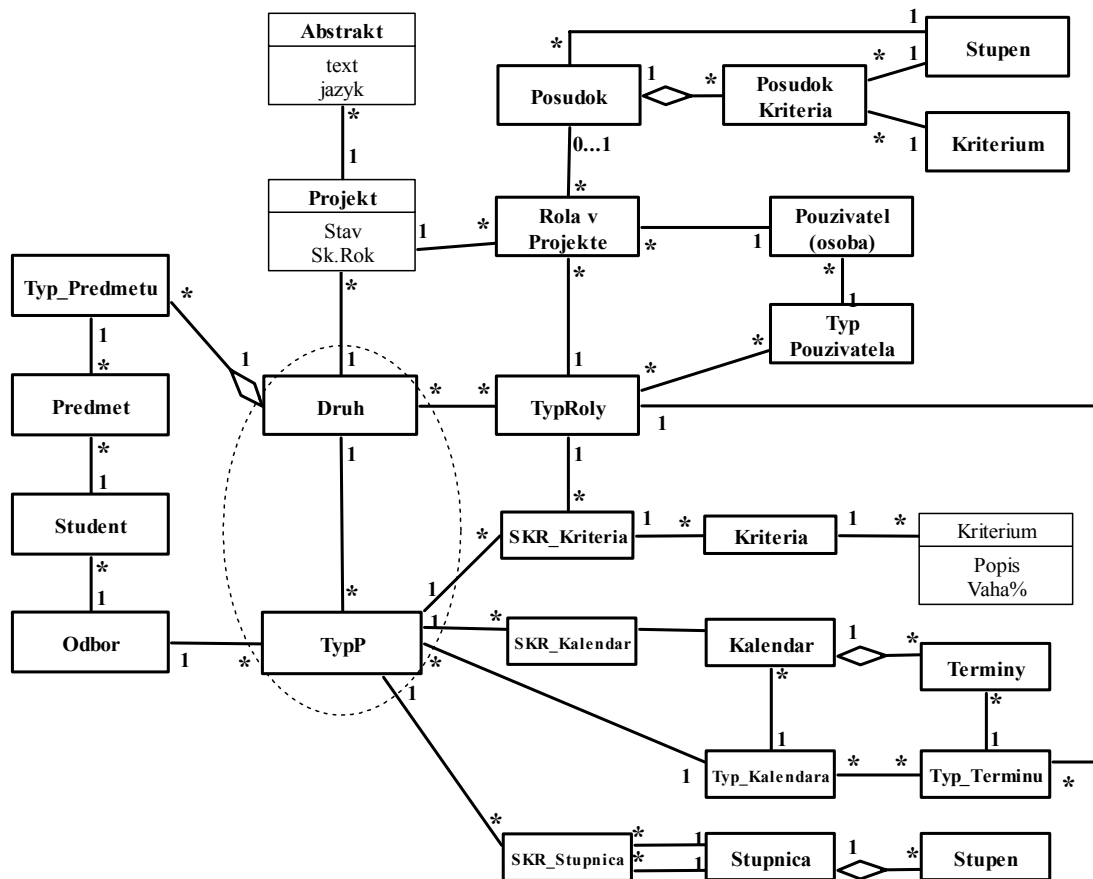 Abstrakt
text
jazyk
*
1
Projekt
Stav
Sk.Rok
*
1
*
Posudok
1
*
Posudok
Kriteria
*
1
*
1
1
Stupen
Kriterium
0...1
*
Rola v
Projekte
1
*
*
*
1
Pouzivatel
(osoba)
*
1
Typ
Pouzivatela
*
*
1
TypRoly
1
1
*
*
Druh
1
1
*
Typ_Predmetu
1
*
Predmet
*
1
Student
*
1
Odbor
1
*
*
TypP
1
1
*
1
*
SKR_Kriteria
*
1
*
Kriteria
1
*
Kriterium
Popis
Vaha%
*
SKR_Kalendar
Kalendar
1
*
Terminy
*
1
*
1
1
Typ_Kalendara
*
*
Typ_Terminu
*
*
SKR_Stupnica
*
1
*
1
Stupnica
1
*
Stupen